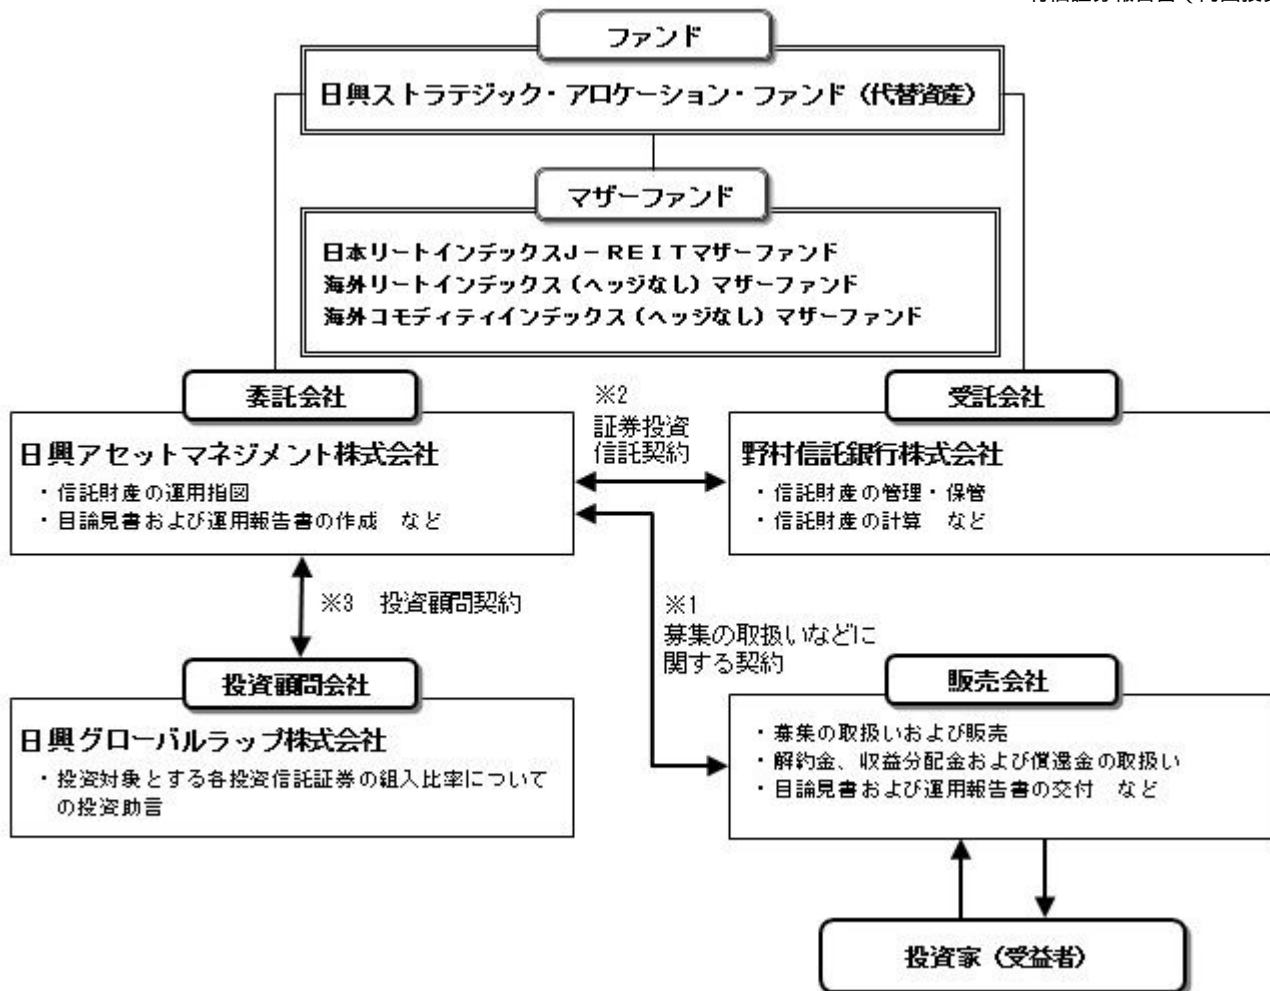 ファンド
日興ストラテジック・アロケーション・ファンド（代替資産）
マザーファンド
日本リートインデックスJ－ＲＥＩＴマザーファンド
海外リートインデックス（ヘッジなし）マザーファンド
海外コモディティインデックス（ヘッジなし）マザーファンド
委託会社
日興アセットマネジメント株式会社
・信託財産の運用指図
・目論見書および運用報告書の作成　など
※2
証券投資
信託契約
受託会社
野村信託銀行株式会社
・信託財産の管理・保管
・信託財産の計算　など
※3　投資顧問契約
※1
募集の取扱いなどに
関する契約
投資顧問会社
日興グローバルラップ株式会社
・投資対象とする各投資信託証券の組入比率について
の投資助言
販売会社
・募集の取扱いおよび販売
・解約金、収益分配金および償還金の取扱い
・目論見書および運用報告書の交付　など
投資家（受益者）